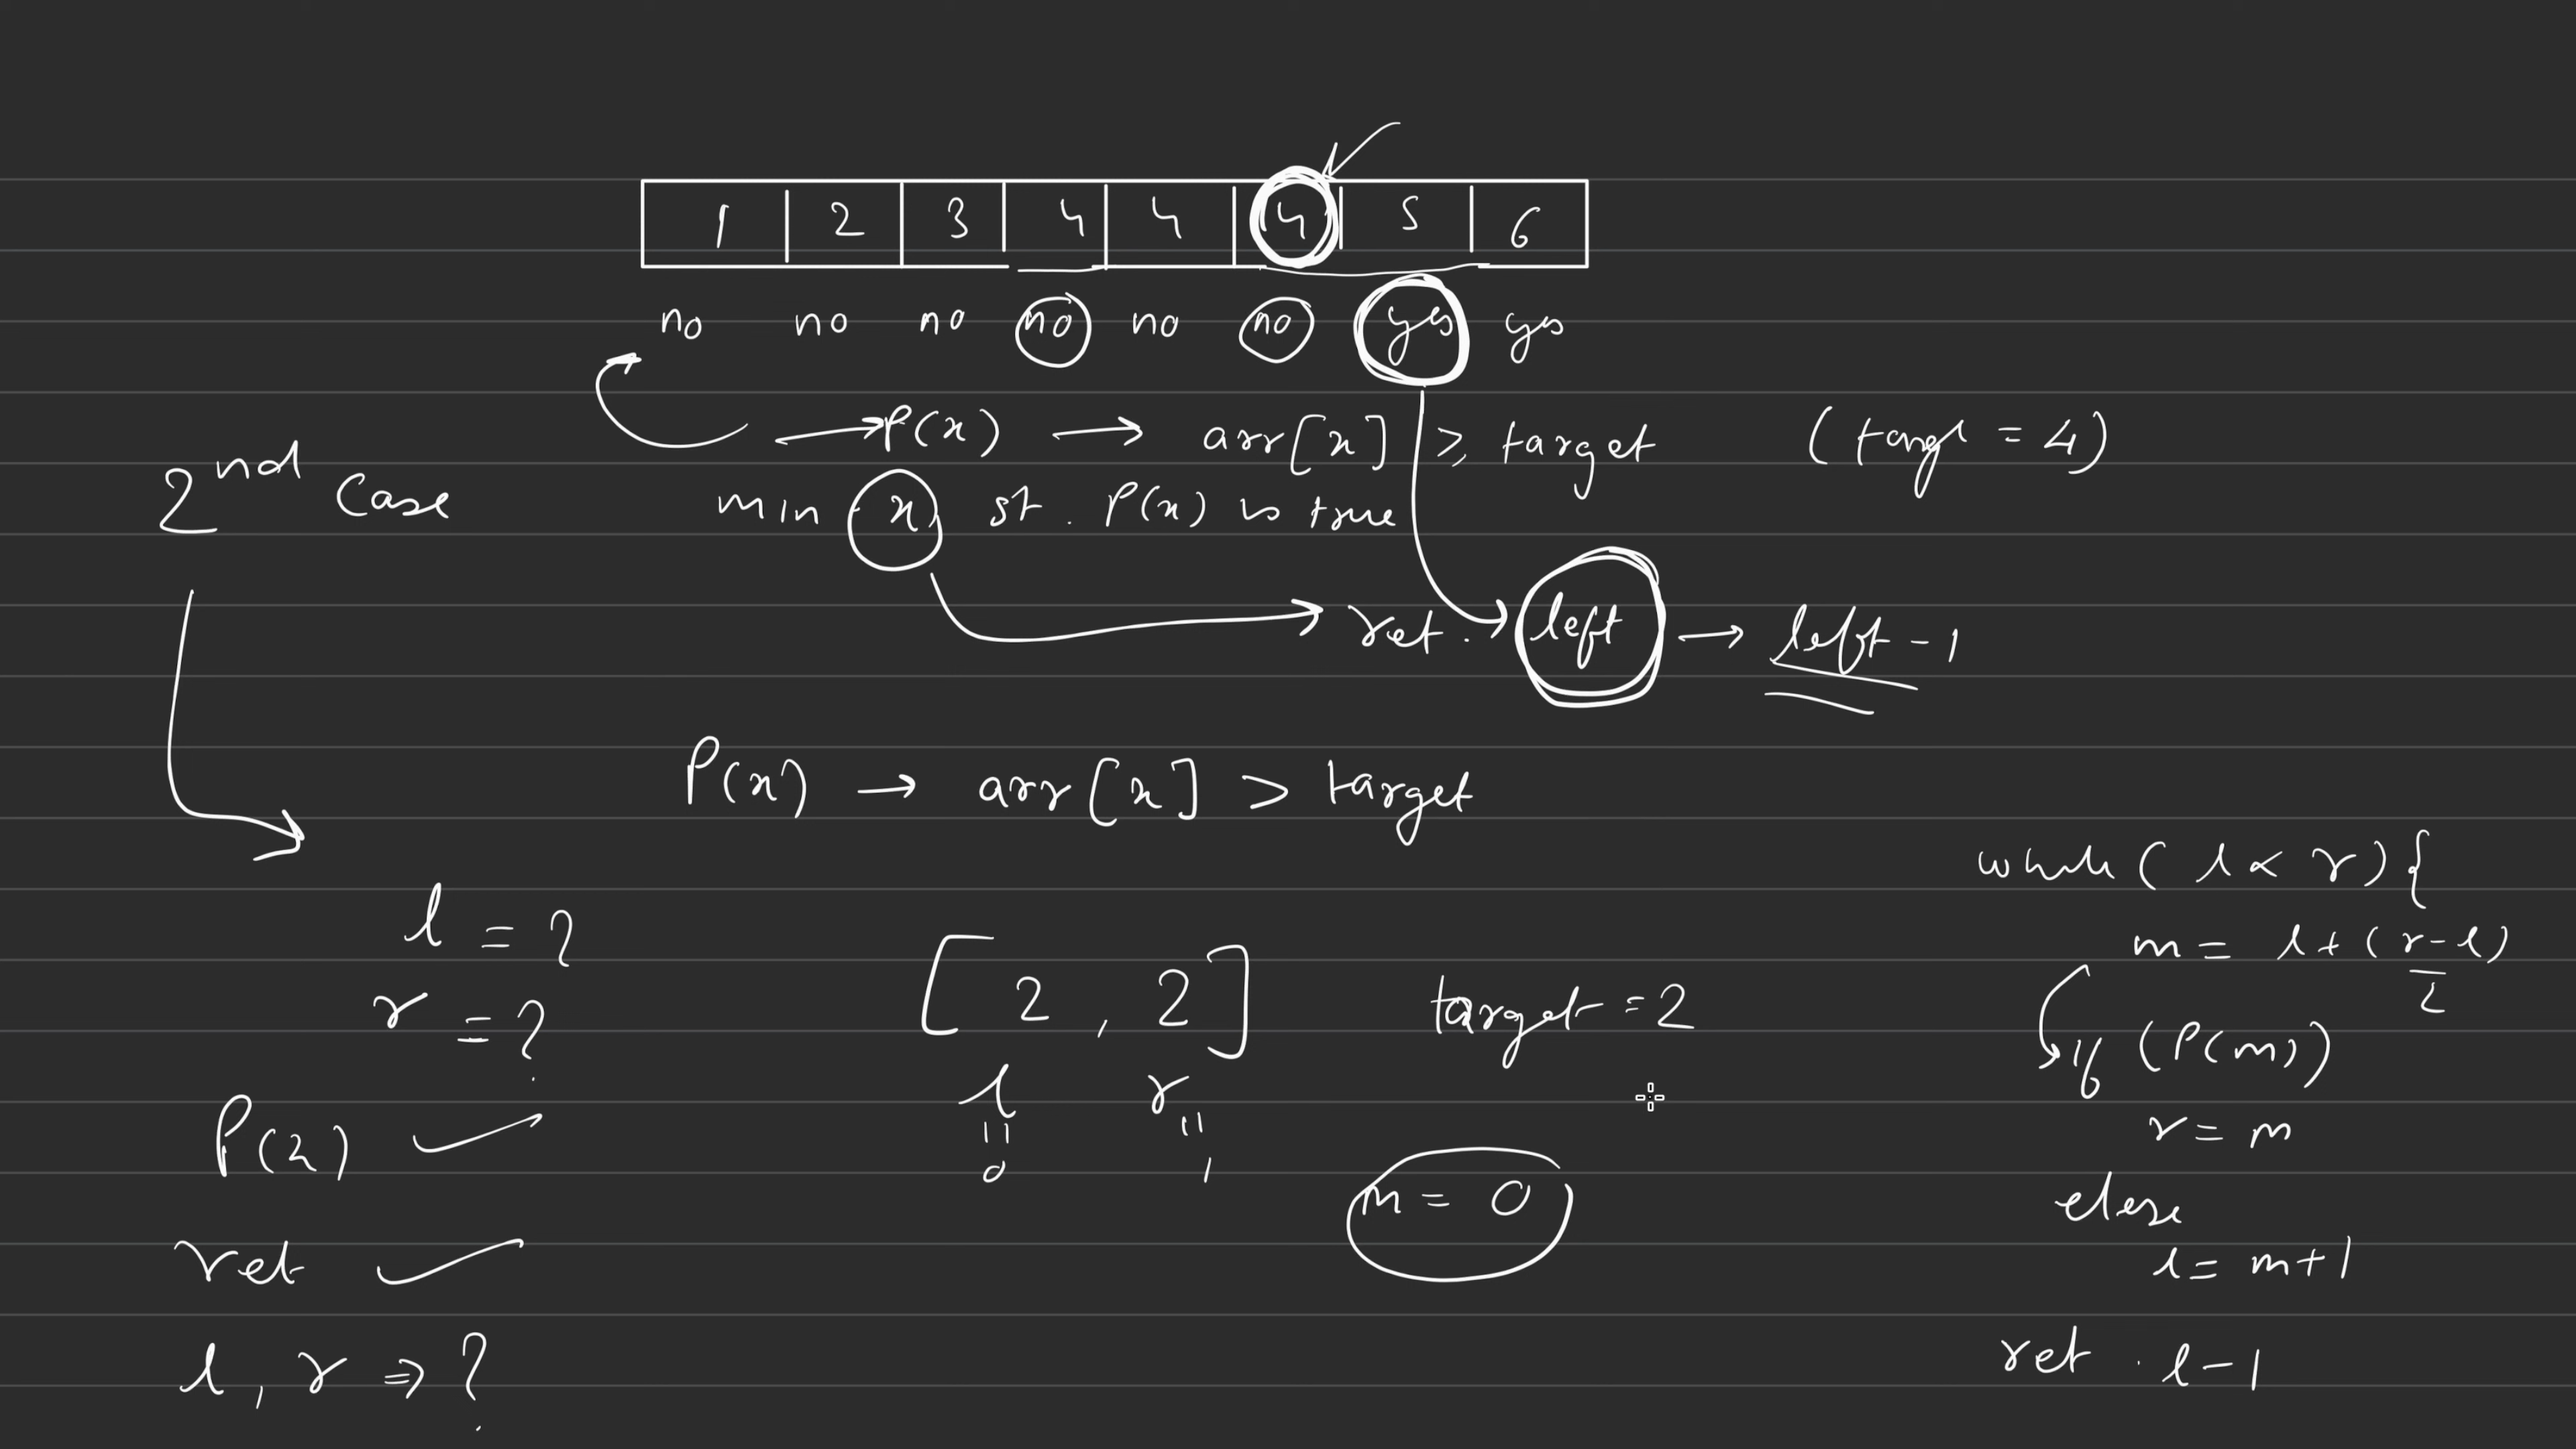 1 2 3 4 4 4 5 6
no no no no no no yes yes
P(x) → arr[x] ≥ target (target = 4)
2nd Case
min x st. P(x) is true
ret. left → left - 1
P(x) → arr[x] > target
l = ?
r = ?
P(x)
ret
l, r ⇒ ?
[2, 2] target = 2
l r
|| ||
0 1
m = 0
while ( l < r) {
m = l + (r - l)
2
if (P(m))
r = m
else
l = m+1
ret. l - 1